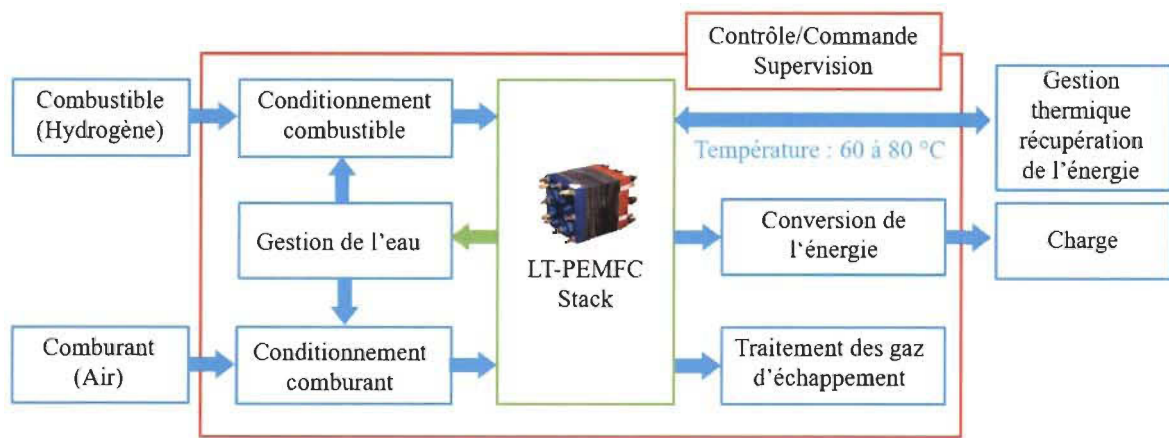 Contrôle/Commande
Supervision
Combustible
(Hydrogène)
Conditionnement
combustible
Gestion
thermique
récupération
de l'énergie
Température : 60 à 80 °C
Gestion de l'eau
LT-PEMFC
Stack
Conversion de
l'énergie
Charge
Comburant
(Air)
Conditionnement
comburant
Traitement des gaz
d'échappement